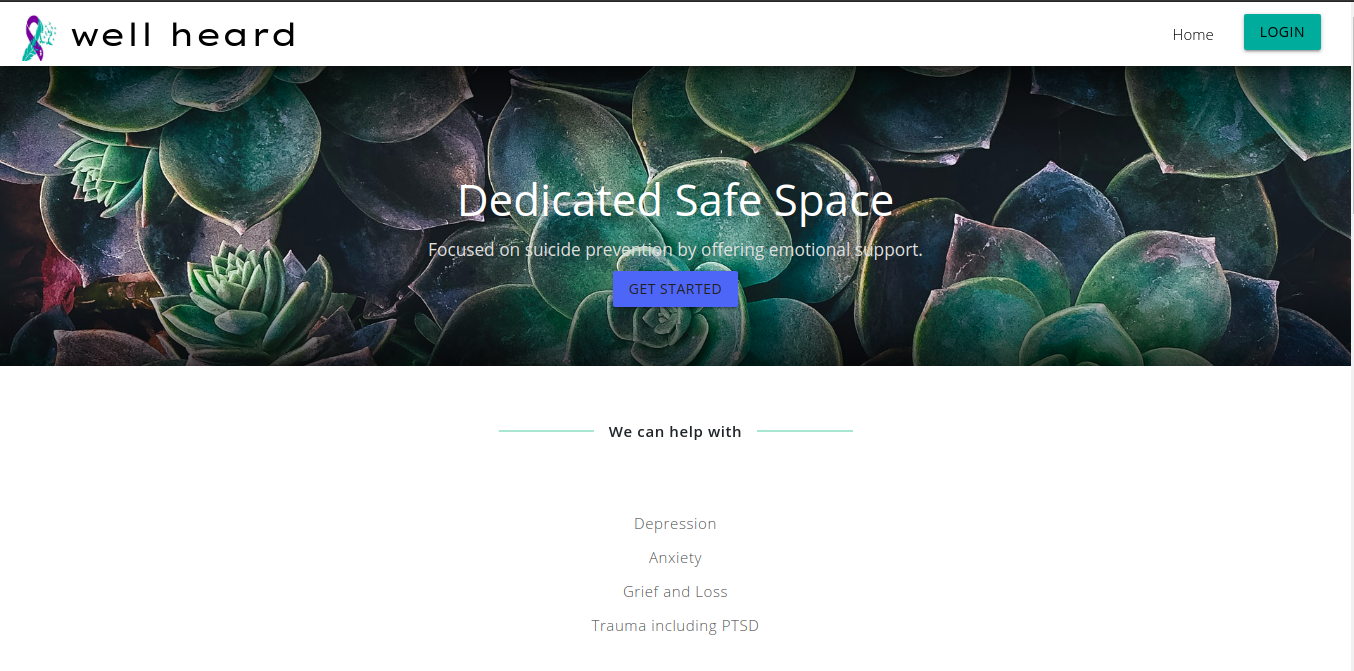 well heard
Home
LOGIN
Dedicated Safe Space
Focused on suicide prevention by offering emotional support.
GET STARTED
We can help with
Depression
Anxiety
Grief and Loss
Trauma including PTSD